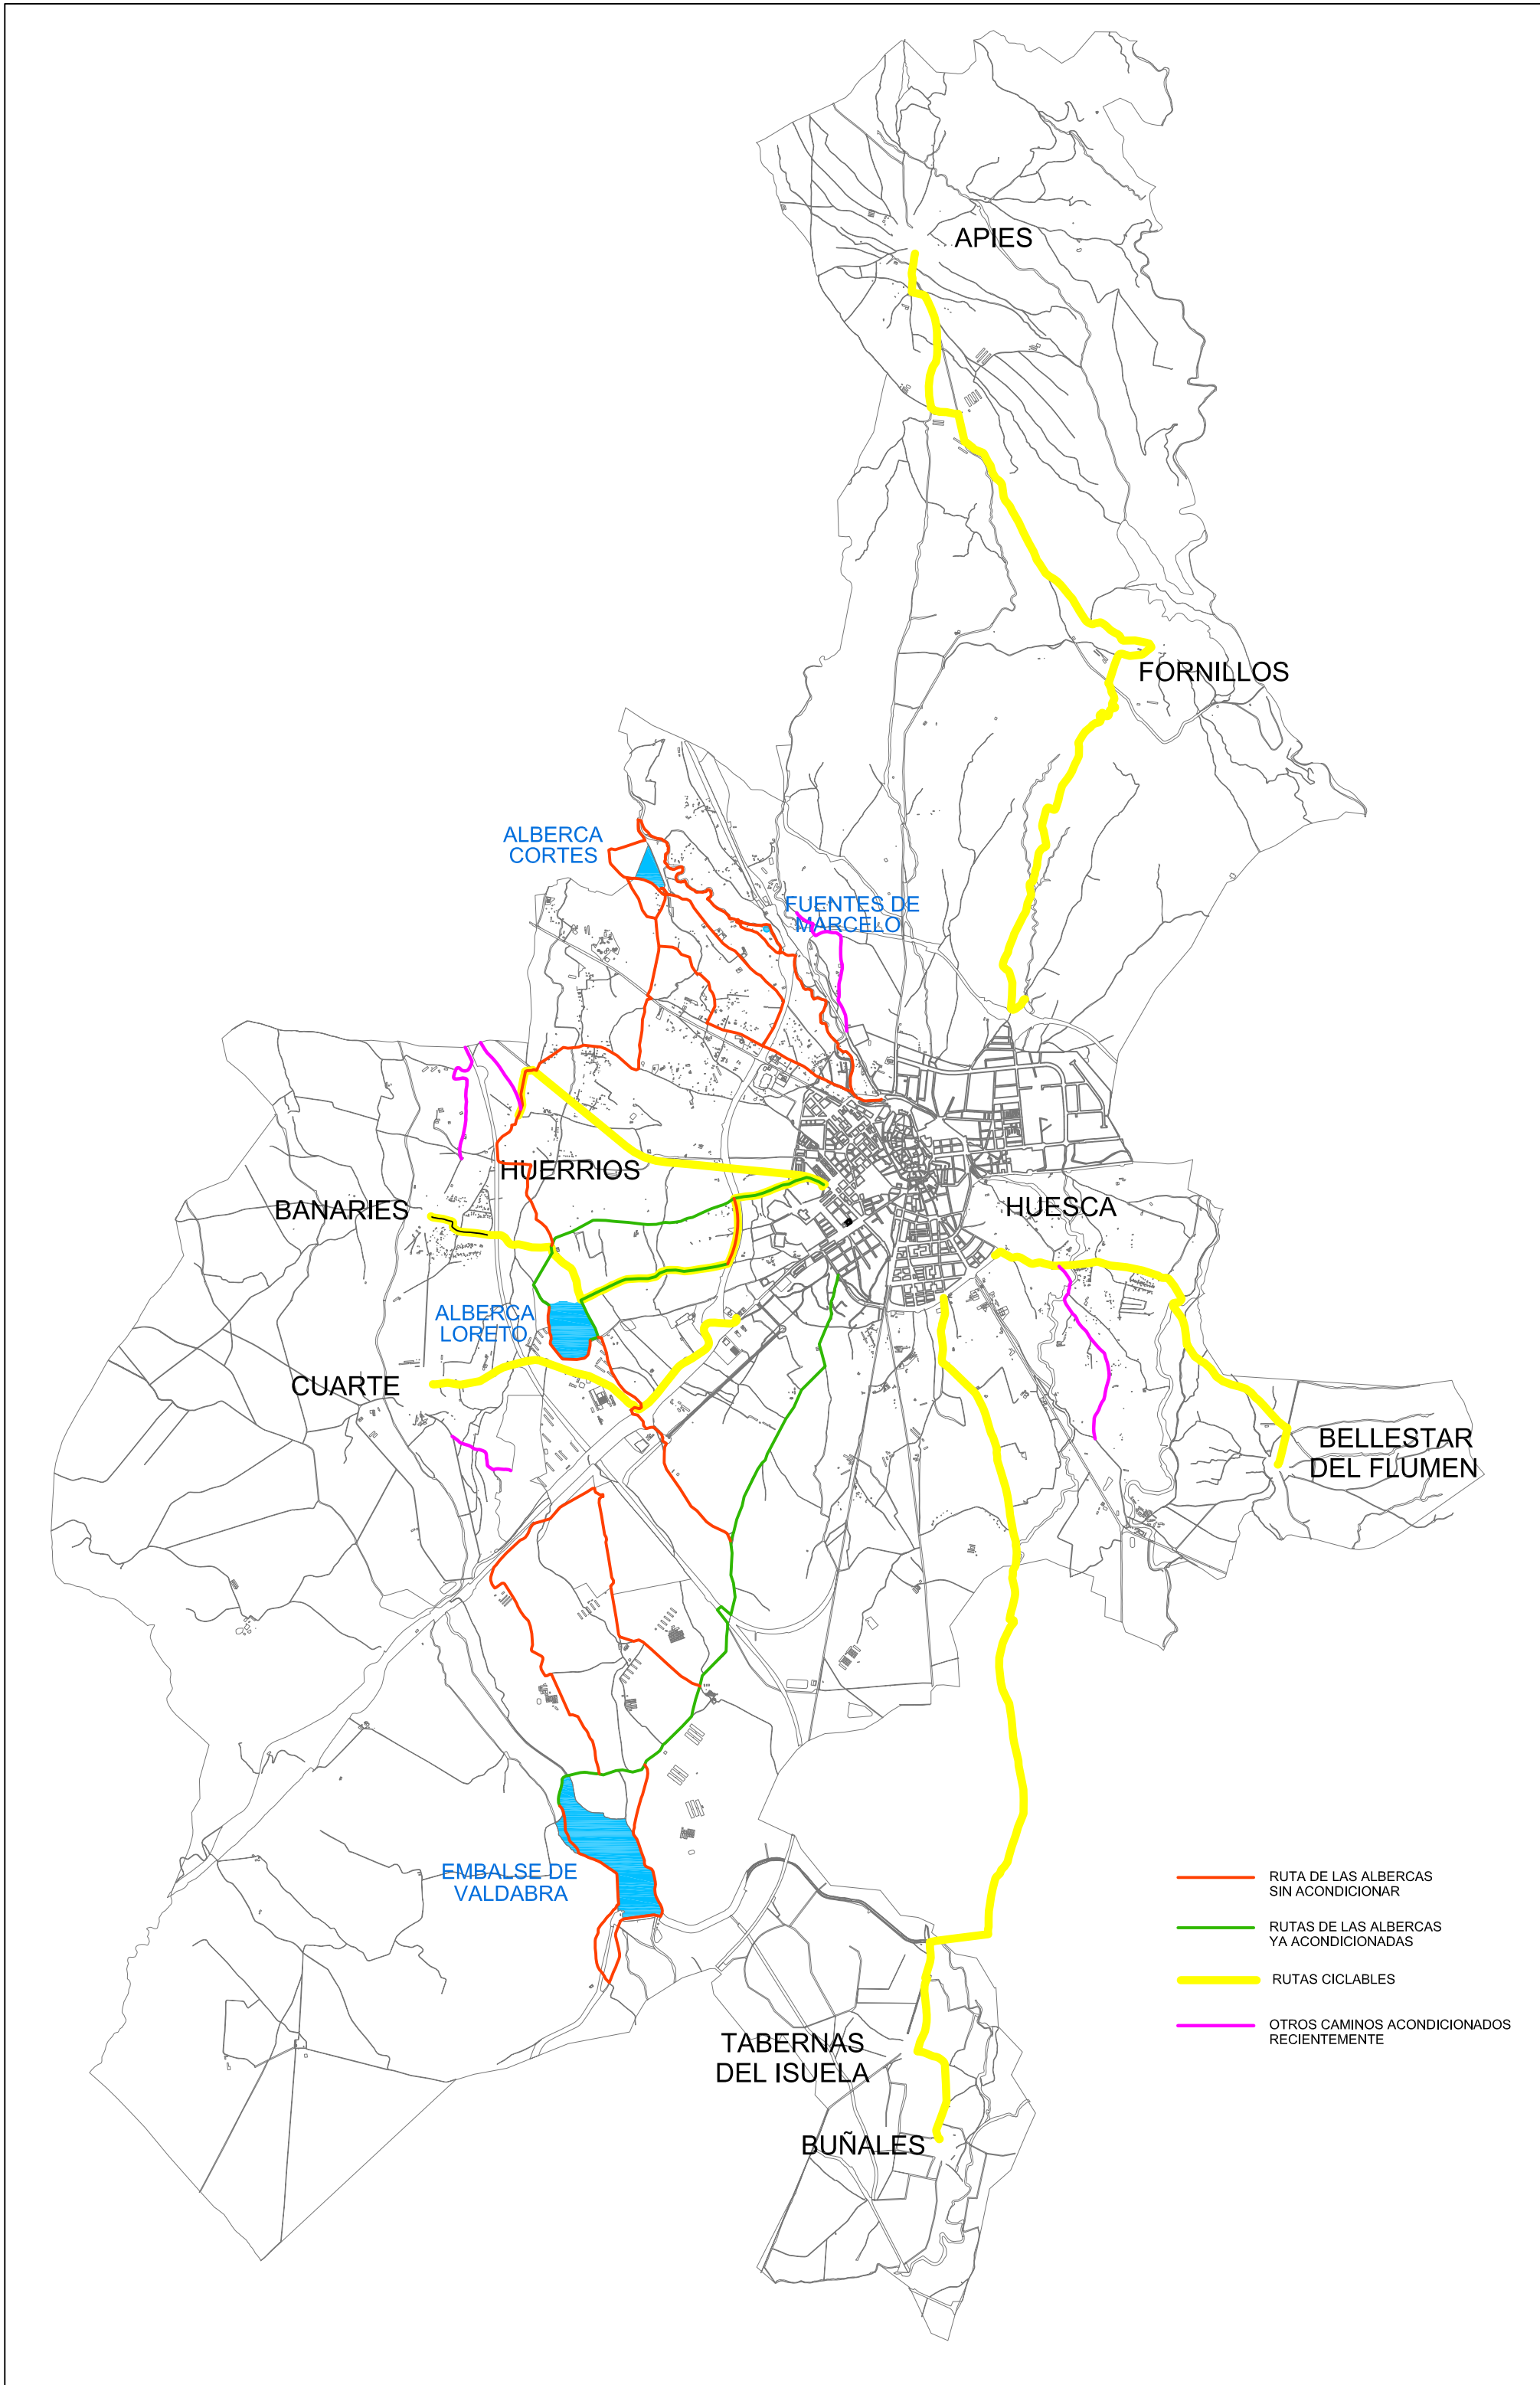 APIES
FORNILLOS
ALBERCA
CORTES
FUENTES DE
MARCELO
HUERRIOS
BANARIES
HUESCA
ALBERCA
LORETO
CUARTE
BELLESTAR
DEL FLUMEN
EMBALSE DE
VALDABRA
RUTA DE LAS ALBERCAS
SIN ACONDICIONAR
RUTAS DE LAS ALBERCAS
YA ACONDICIONADAS
RUTAS CICLABLES
OTROS CAMINOS ACONDICIONADOS
RECIENTEMENTE
TABERNAS
DEL ISUELA
BUÑALES